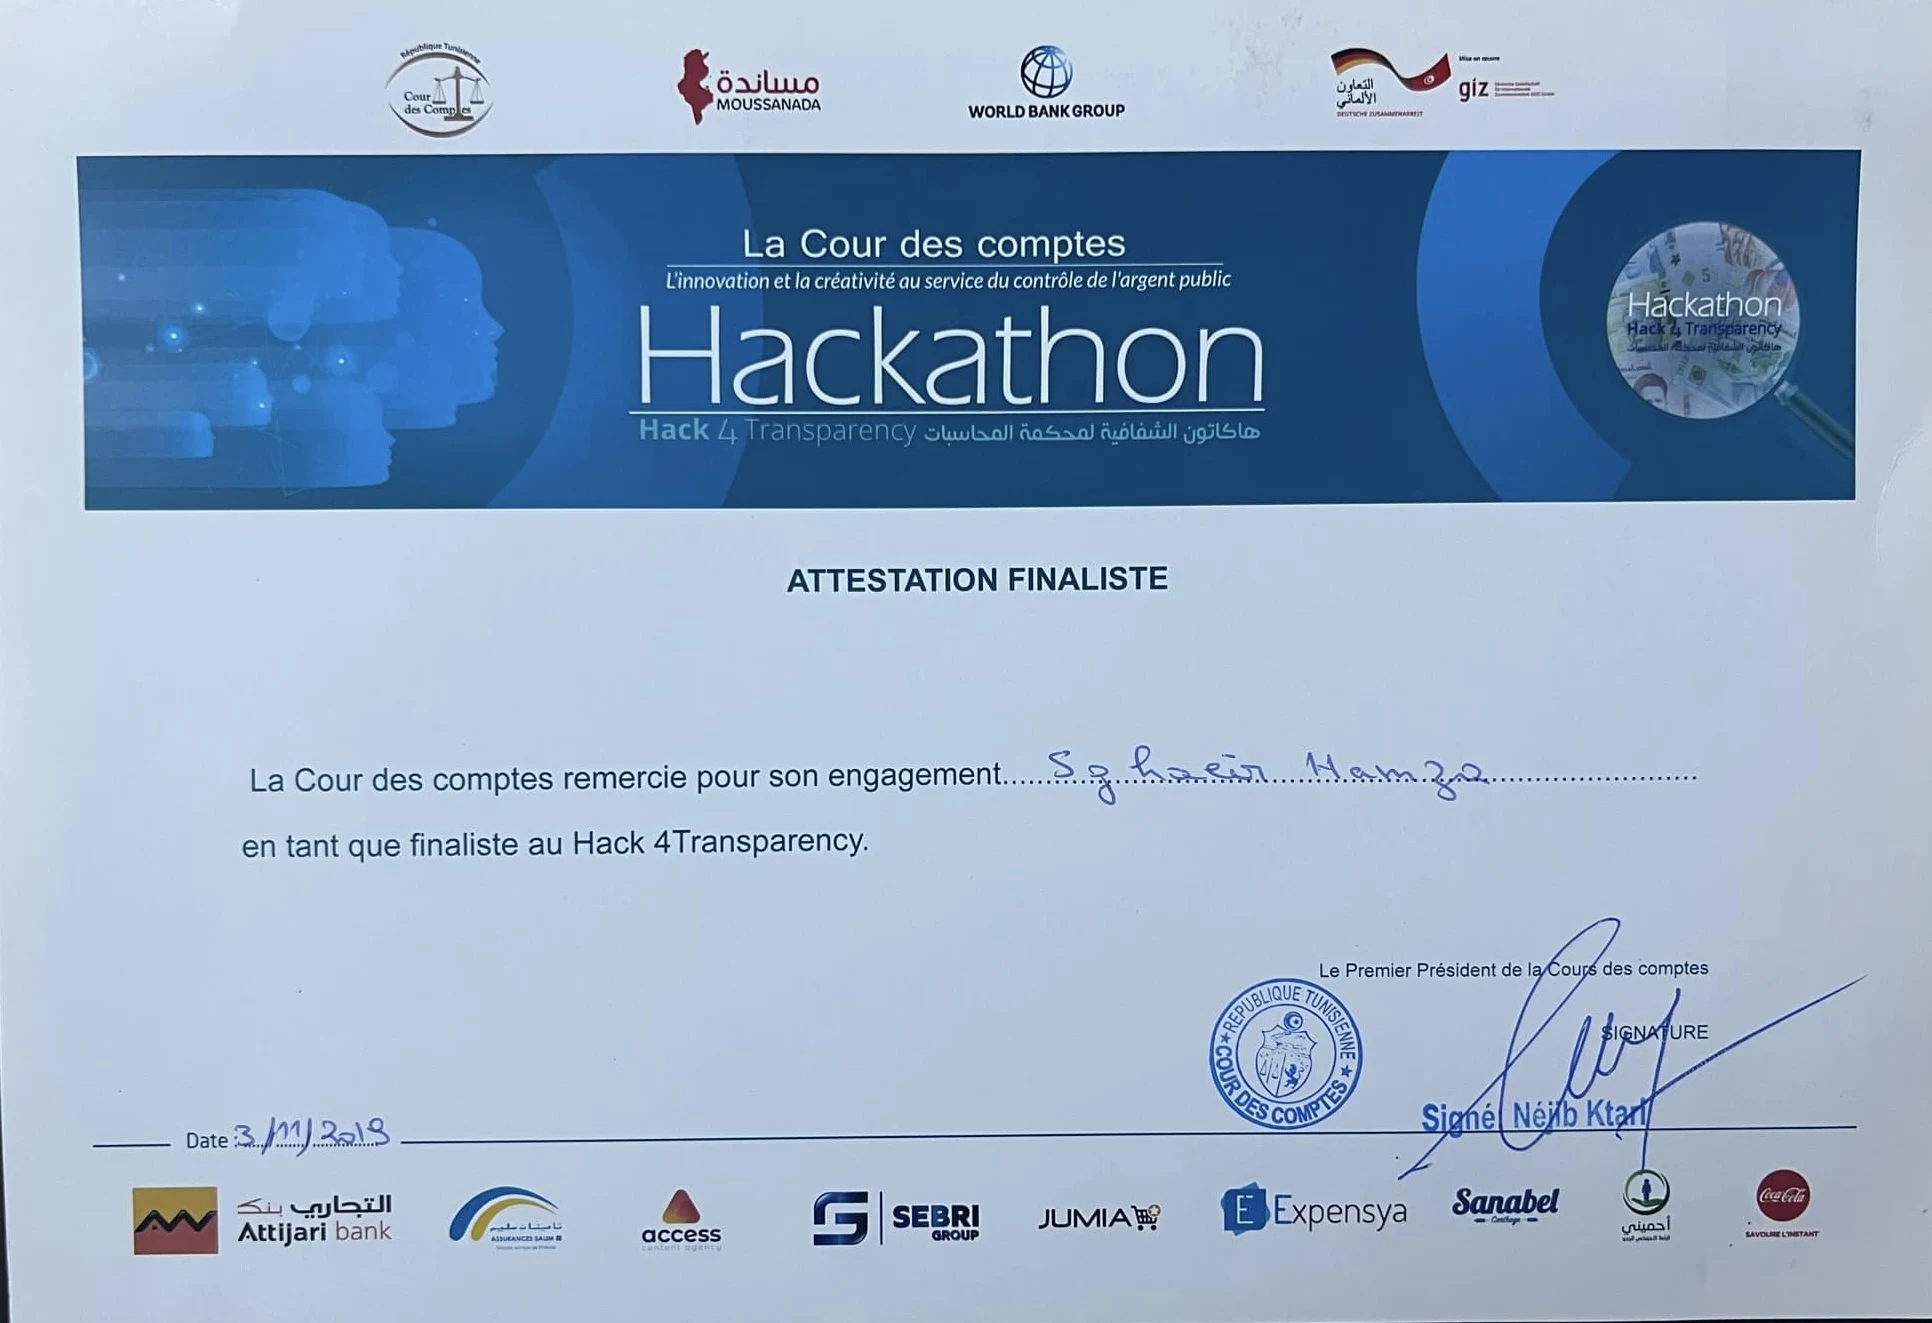 République Tunisienne
Cour
des Comptes
مساندة
MOUSSANADA
WORLD BANK GROUP
التعاون
الألماني
DEUTSCHE ZUSAMMENARBEIT
Mise en œuvre
giz
La Cour des comptes
L'innovation et la créativité au service du contrôle de l'argent public
Hackathon
Hack 4 Transparency هاكاتون الشفافية لمحكمة المحاسبات
5
Hackathon
Hack 4 Transparency
هاكاتون الشفافية لمحكمة المحاسبات
ATTESTATION FINALISTE
La Cour des comptes remercie pour son engagement......Sghaeir Hamza......
en tant que finaliste au Hack 4Transparency.
Le Premier Président de la Cours des comptes
SIGNATURE
REPUBLIQUE TUNISIENNE
★ COUR DES COMPTES ★
Signé: Néjib Ktari
Date :3/11/2019
التجاري بنك
Attijari bank
تأمينات سليم
ASSURANCES SALIM
access
content agency
SEBRI
GROUP
JUMIA
E Expensya
Sanabel
Carthage
أحميني
Coca-Cola
SAVOURE L'INSTANT